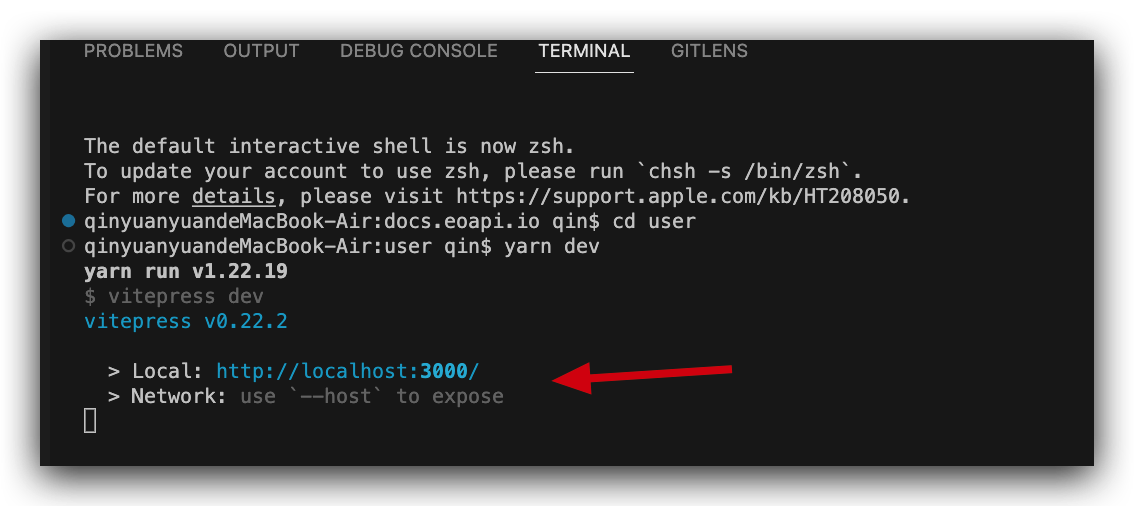 PROBLEMS OUTPUT DEBUG CONSOLE TERMINAL GITLENS
The default interactive shell is now zsh.
To update your account to use zsh, please run `chsh -s /bin/zsh`.
For more details, please visit https://support.apple.com/kb/HT208050.
qinyuanyuandeMacBook-Air:docs.eoapi.io qin$ cd user
qinyuanyuandeMacBook-Air:user qin$ yarn dev
yarn run v1.22.19
$ vitepress dev
vitepress v0.22.2
> Local: http://localhost:3000/
> Network: use `--host` to expose